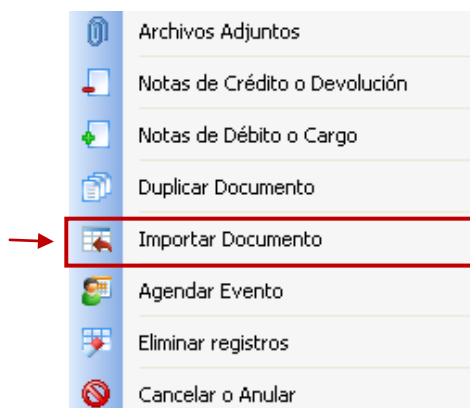 Archivos Adjuntos
Notas de Crédito o Devolución
Notas de Débito o Cargo
Duplicar Documento
Importar Documento
Agendar Evento
Eliminar registros
Cancelar o Anular